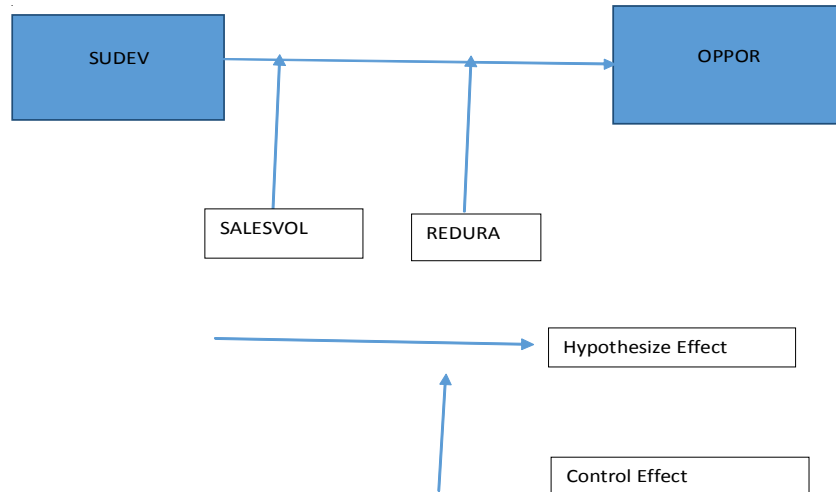 SUDEV
OPPOR
SALESVOL
REDURA
Hypothesize Effect
Control Effect